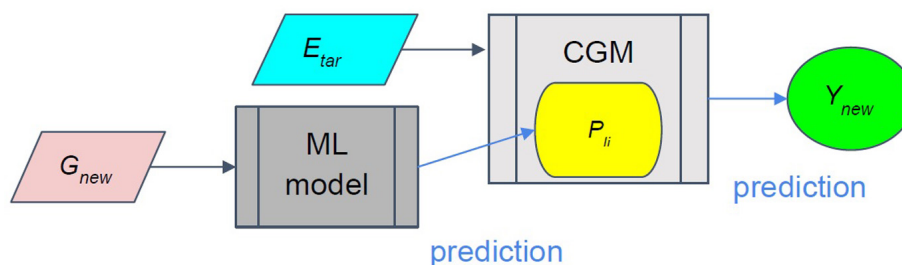 E_tar
CGM
P_li
Y_new
G_new
ML
model
prediction
prediction